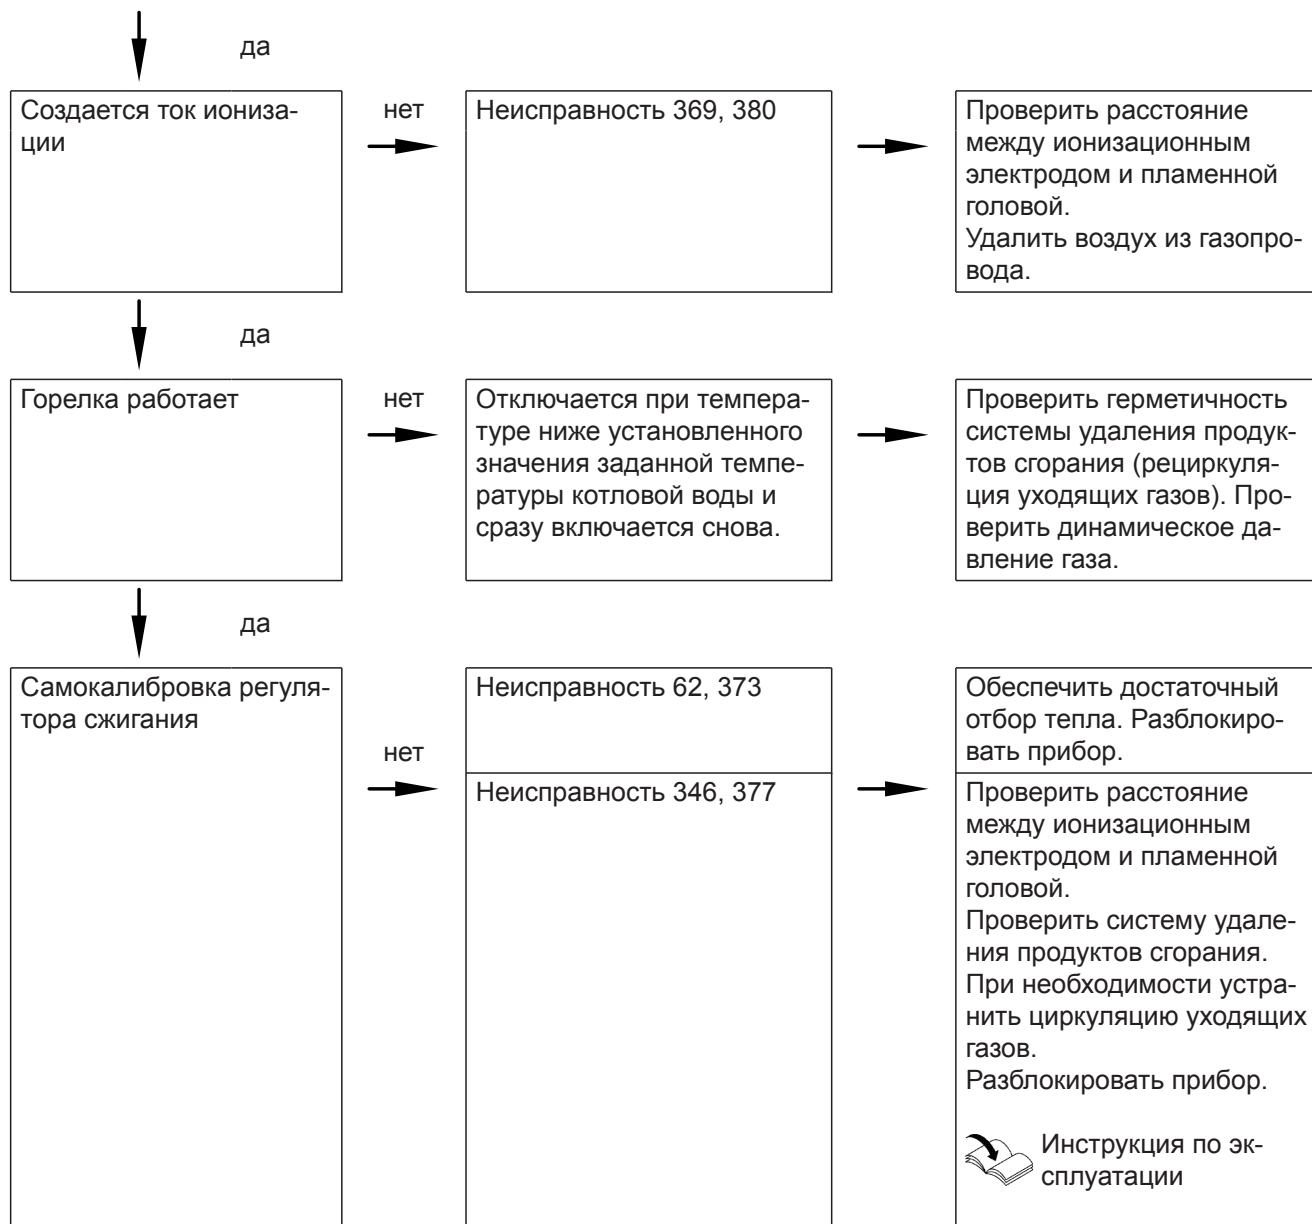 да
Создается ток иониза-
ции
нет
Неисправность 369, 380
Проверить расстояние
между ионизационным
электродом и пламенной
головой.
Удалить воздух из газопро-
вода.
да
Горелка работает
нет
Отключается при темпера-
туре ниже установленного
значения заданной темпе-
ратуры котловой воды и
сразу включается снова.
Проверить герметичность
системы удаления продук-
тов сгорания (рециркуля-
ция уходящих газов). Про-
верить динамическое да-
вление газа.
да
Самокалибровка регуля-
тора сжигания
нет
Неисправность 62, 373
Обеспечить достаточный
отбор тепла. Разблокиро-
вать прибор.
Неисправность 346, 377
Проверить расстояние
между ионизационным
электродом и пламенной
головой.
Проверить систему удале-
ния продуктов сгорания.
При необходимости устра-
нить циркуляцию уходящих
газов.
Разблокировать прибор.
Инструкция по эк-
сплуатации